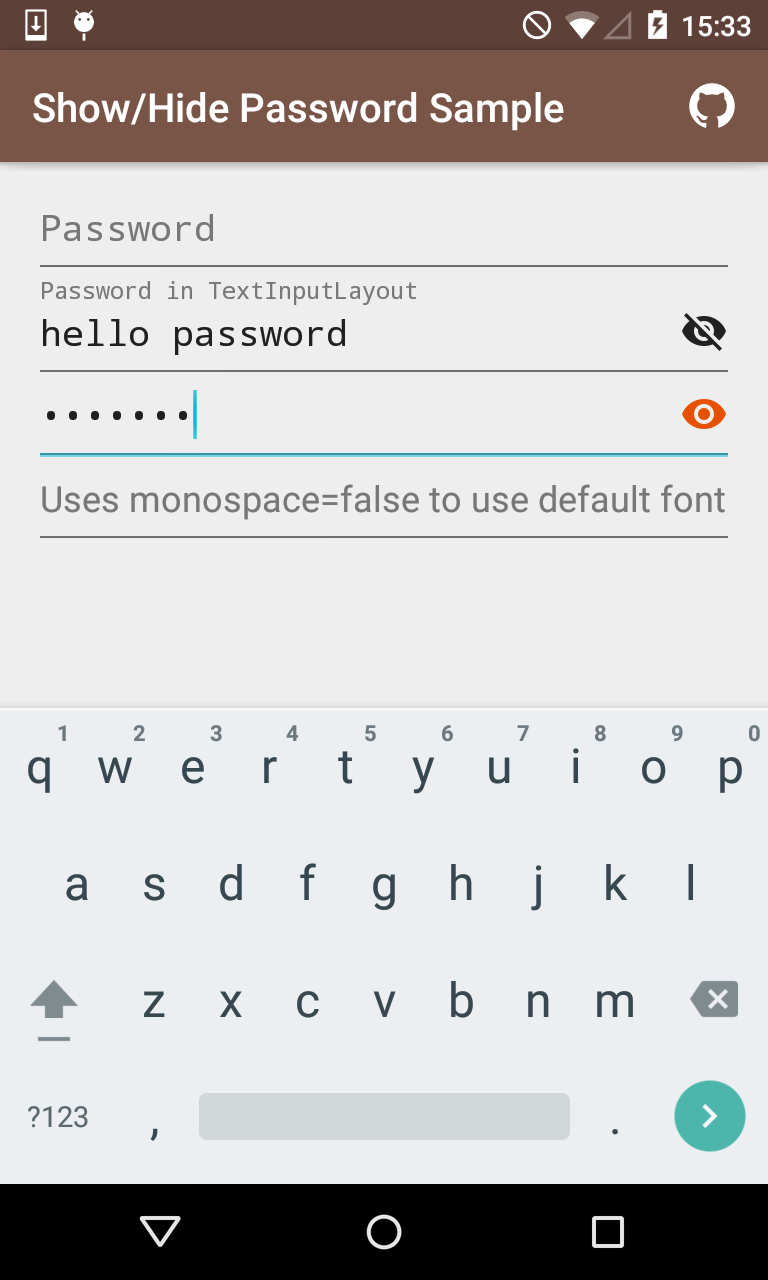 15:33
Show/Hide Password Sample
Password
Password in TextInputLayout
hello password
•••••••
Uses monospace=false to use default font
1 2 3 4 5 6 7 8 9 0
q w e r t y u i o p
a s d f g h j k l
z x c v b n m
?123 , .